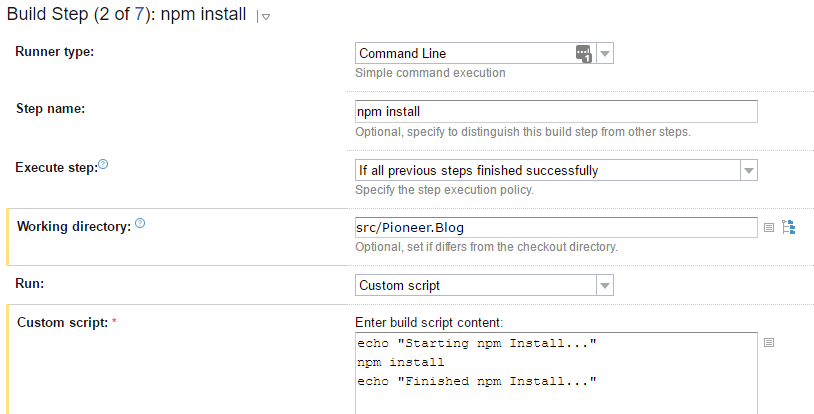 Build Step (2 of 7): npm install
Runner type:
Command Line
Simple command execution
Step name:
npm install
Optional, specify to distinguish this build step from other steps.
Execute step:
If all previous steps finished successfully
Specify the step execution policy.
Working directory:
src/Pioneer.Blog
Optional, set if differs from the checkout directory.
Run:
Custom script
Custom script: *
Enter build script content:
echo "Starting npm Install..."
npm install
echo "Finished npm Install..."